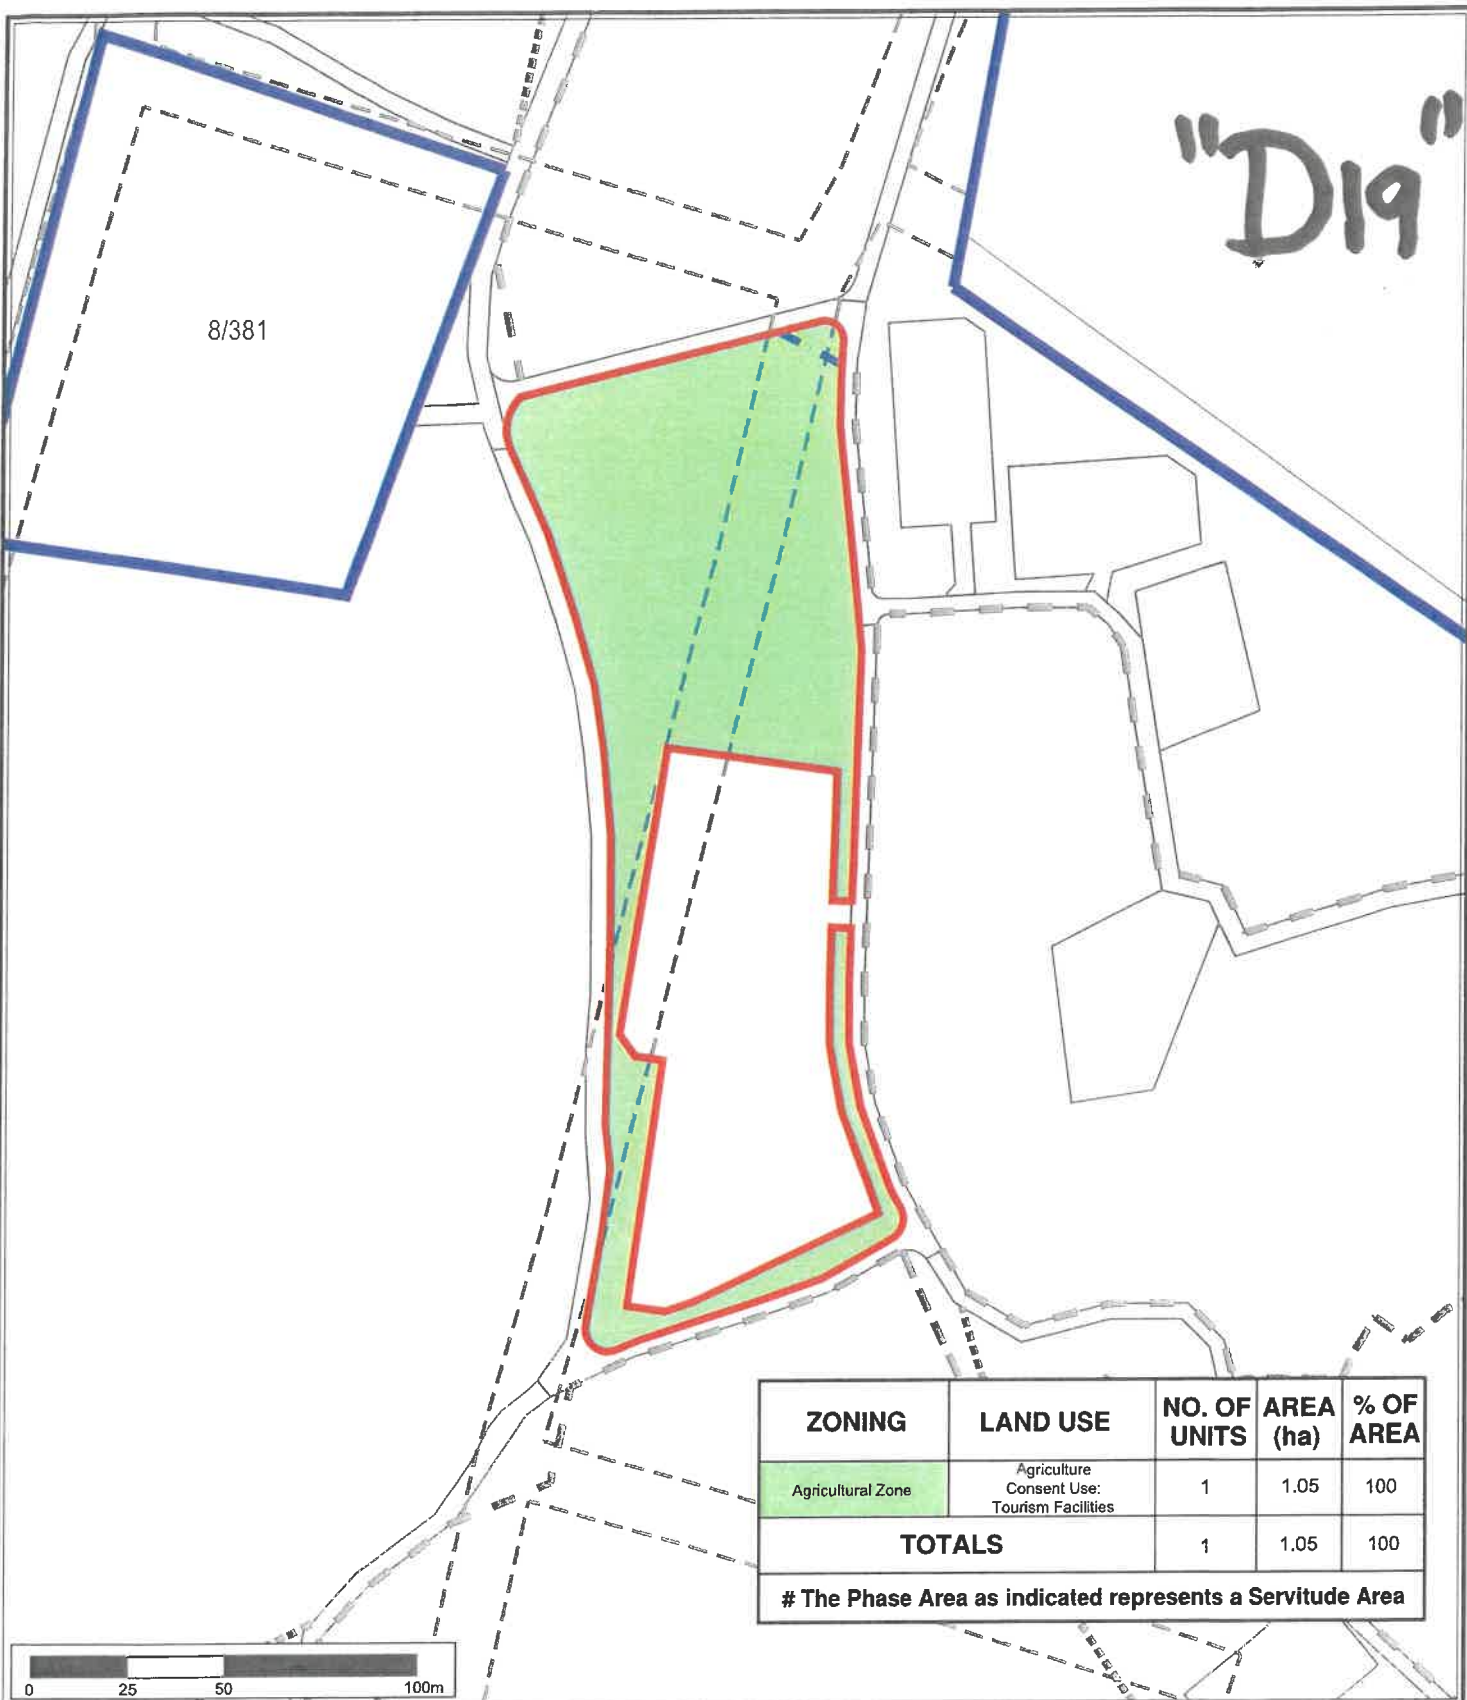 "D19"
8/381
ZONING LAND USE NO. OF UNITS AREA (ha) % OF AREA
Agricultural Zone Agriculture Consent Use: Tourism Facilities 1 1.05 100
TOTALS 1 1.05 100
# The Phase Area as indicated represents a Servitude Area
0 25 50 100m